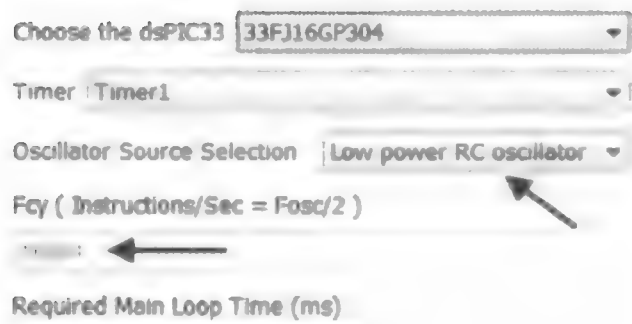 Choose the dsPIC33 33FJ16GP304
Timer Timer1
Oscillator Source Selection Low power RC oscillator
Fcy ( Instructions/Sec = Fosc/2 )
Required Main Loop Time (ms)